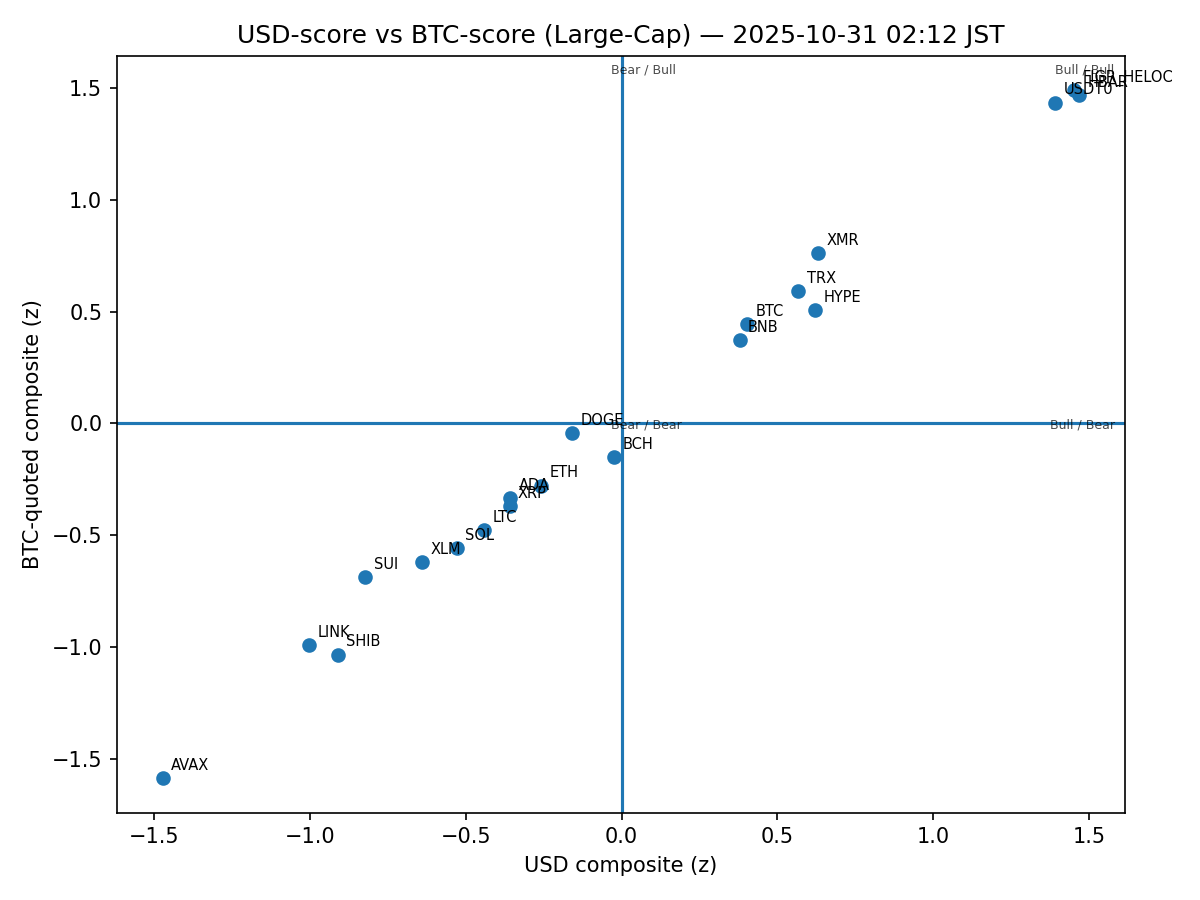 USD-score vs BTC-score (Large-Cap) — 2025-10-31 02:12 JST
Bear / Bull
Bull / Bull
FIGR_HELOC
HBAR
USDT0
1.5
1.0
XMR
TRX
HYPE
0.5
BTC
BNB
0.0
DOGE
Bear / Bear
Bull / Bear
BCH
ETH
ADA
XRP
LTC
−0.5
SOL
XLM
SUI
−1.0
LINK
SHIB
−1.5
AVAX
BTC-quoted composite (z)
−1.5 −1.0 −0.5 0.0 0.5 1.0 1.5
USD composite (z)